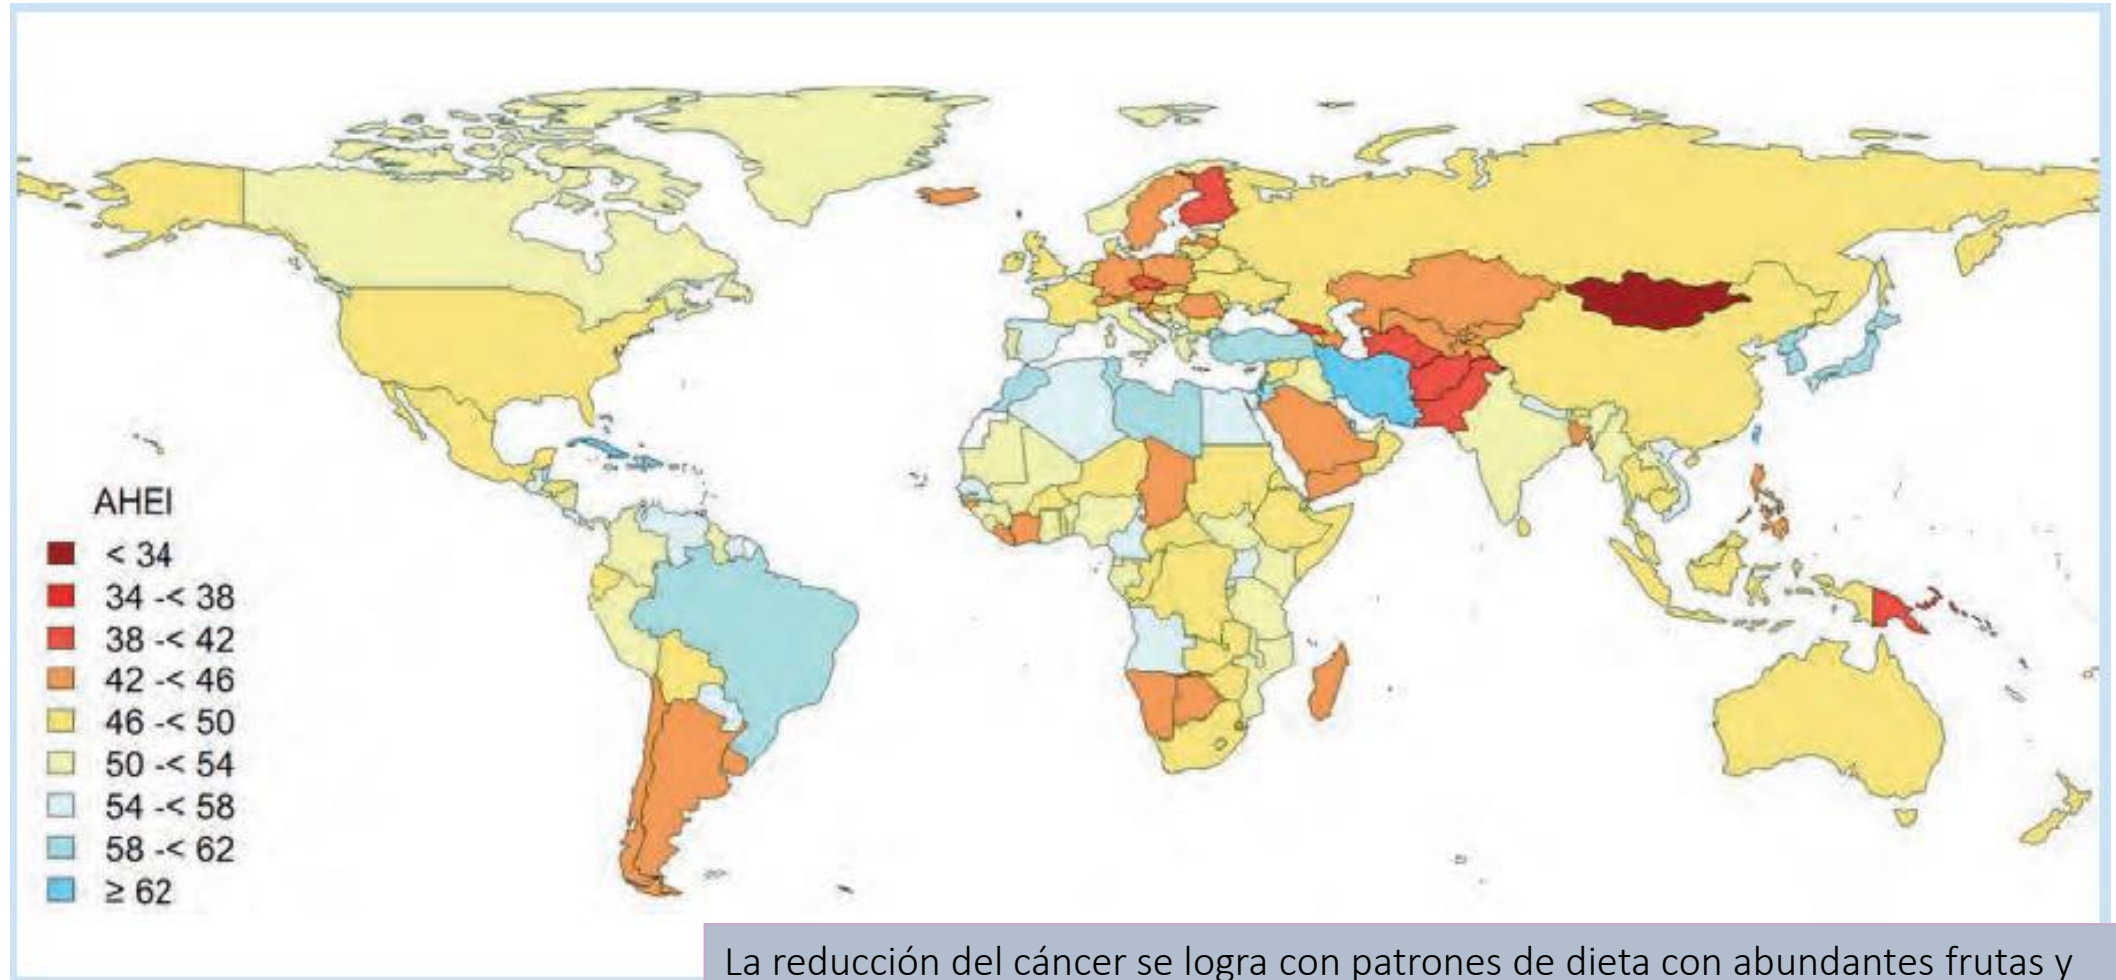 AHEI
< 34
34 -< 38
38 -< 42
42 -< 46
46 -< 50
50 -< 54
54 -< 58
58 -< 62
≥ 62
La reducción del cáncer se logra con patrones de dieta con abundantes frutas y